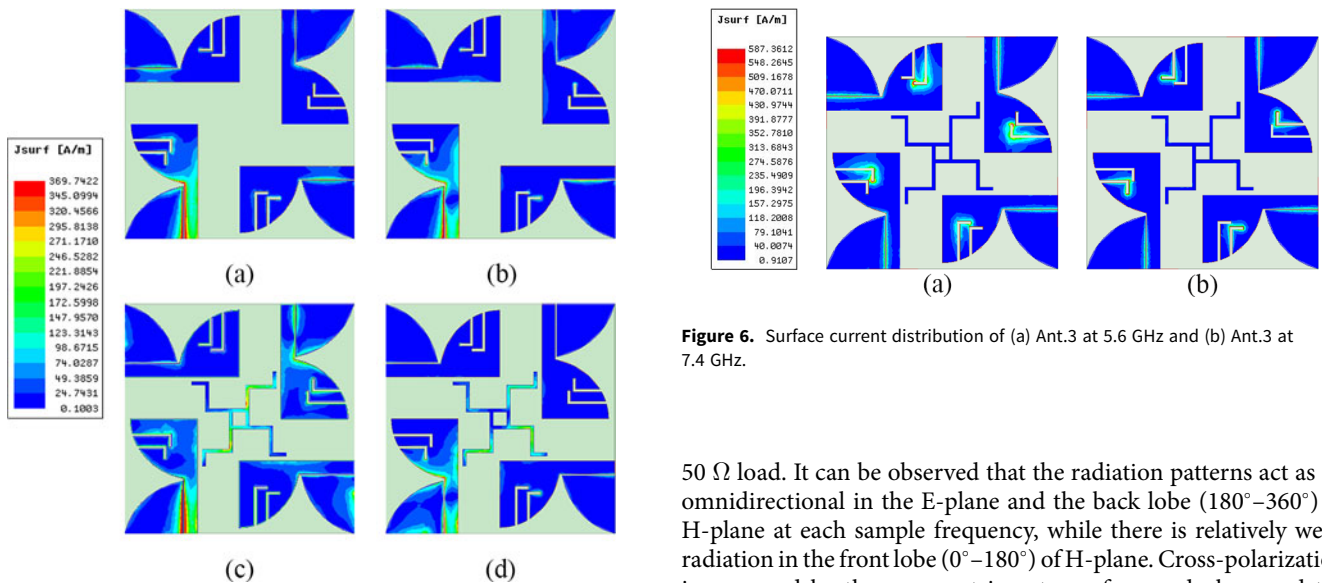 Jsurf [A/m]
369.7422
345.0994
320.4566
295.8138
271.1710
246.5282
221.8854
197.2426
172.5998
147.9570
123.3143
98.6715
74.0287
49.3859
24.7431
0.1003
(a)
(b)
(c)
(d)
Jsurf [A/m]
587.3612
548.2645
509.1678
470.0711
430.9744
391.8777
352.7810
313.6843
274.5876
235.4909
196.3942
157.2975
118.2008
79.1041
40.0074
0.9107
(a)
(b)
Figure 6. Surface current distribution of (a) Ant.3 at 5.6 GHz and (b) Ant.3 at
7.4 GHz.
50 Ω load. It can be observed that the radiation patterns act as
omnidirectional in the E-plane and the back lobe (180°–360°)
H-plane at each sample frequency, while there is relatively we
radiation in the front lobe (0°–180°) of H-plane. Cross-polarizatio